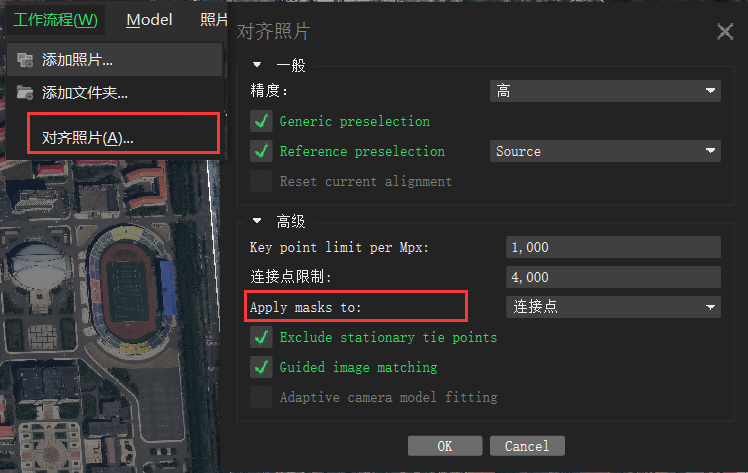 工作流程(W) Model 照片
添加照片...
添加文件夹...
对齐照片(A)...
对齐照片
一般
精度: 高
Generic preselection
Reference preselection Source
Reset current alignment
高级
Key point limit per Mpx: 1,000
连接点限制: 4,000
Apply masks to: 连接点
Exclude stationary tie points
Guided image matching
Adaptive camera model fitting
OK Cancel